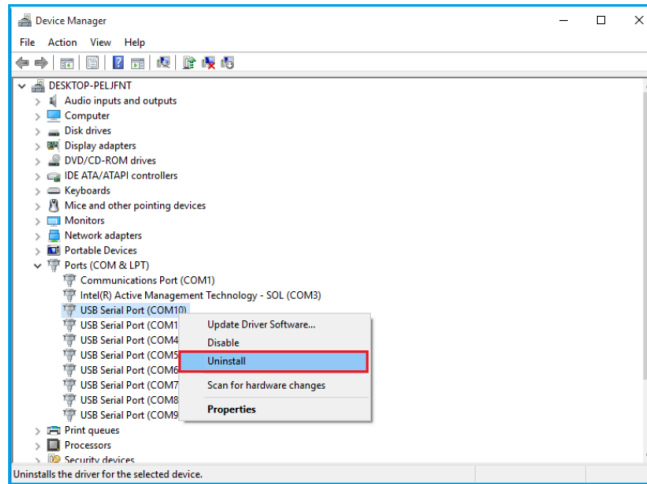 Device Manager
File Action View Help
DESKTOP-PELJFNT
Audio inputs and outputs
Computer
Disk drives
Display adapters
DVD/CD-ROM drives
IDE ATA/ATAPI controllers
Keyboards
Mice and other pointing devices
Monitors
Network adapters
Portable Devices
Ports (COM & LPT)
Communications Port (COM1)
Intel(R) Active Management Technology - SOL (COM3)
USB Serial Port (COM10)
USB Serial Port (COM1
USB Serial Port (COM4
USB Serial Port (COM5
USB Serial Port (COM6
USB Serial Port (COM7
USB Serial Port (COM8
USB Serial Port (COM9
Update Driver Software...
Disable
Uninstall
Scan for hardware changes
Properties
Print queues
Processors
Security devices
Uninstalls the driver for the selected device.